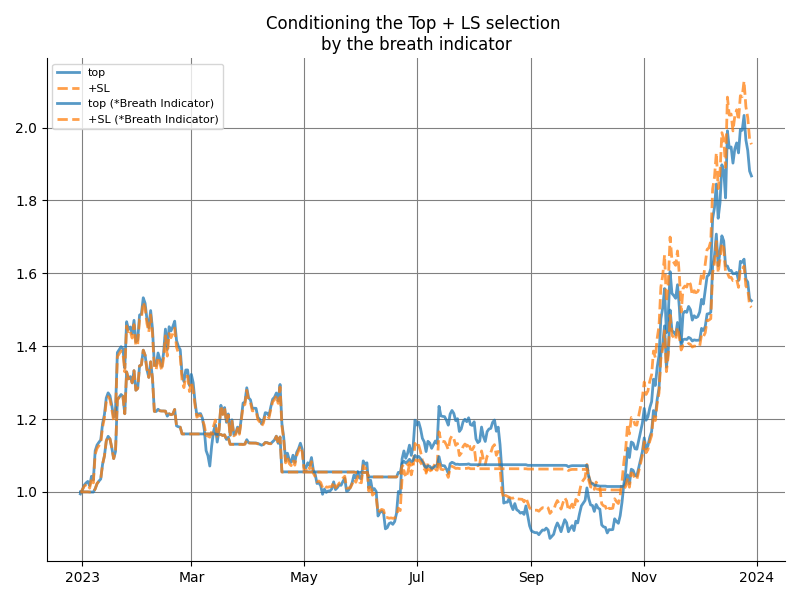 Conditioning the Top + LS selection
by the breath indicator
top
+SL
top (*Breath Indicator)
+SL (*Breath Indicator)
2.0
1.8
1.6
1.4
1.2
1.0
2023 Mar May Jul Sep Nov 2024